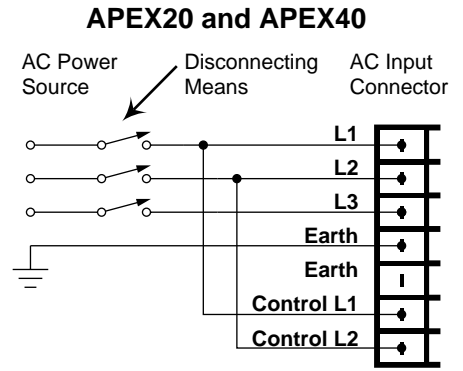 APEX20 and APEX40
AC Power Source
Disconnecting Means
AC Input Connector
L1
L2
L3
Earth
Earth
Control L1
Control L2